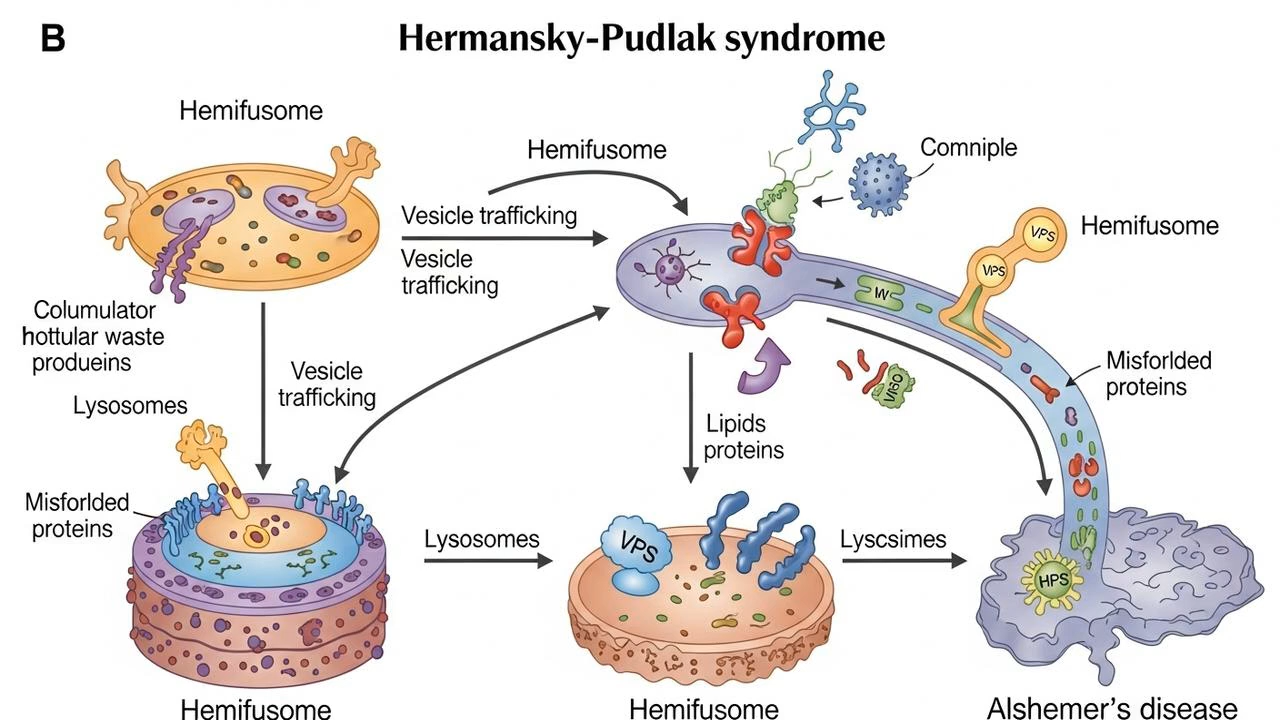 B
Hermansky-Pudlak syndrome
Hemifusome
Hemifusome
Comniple
Vesicle trafficking
Vesicle
trafficking
VPS
VPS
Hemifusome
Columulator
hottular waste
produeins
Vesicle
trafficking
Misforlded
proteins
Lysosomes
Lipids
proteins
Misforlded
proteins
Lysosomes
VPS
Lyscsimes
HPS
Hemifusome
Hemifusome
Alshemer's disease